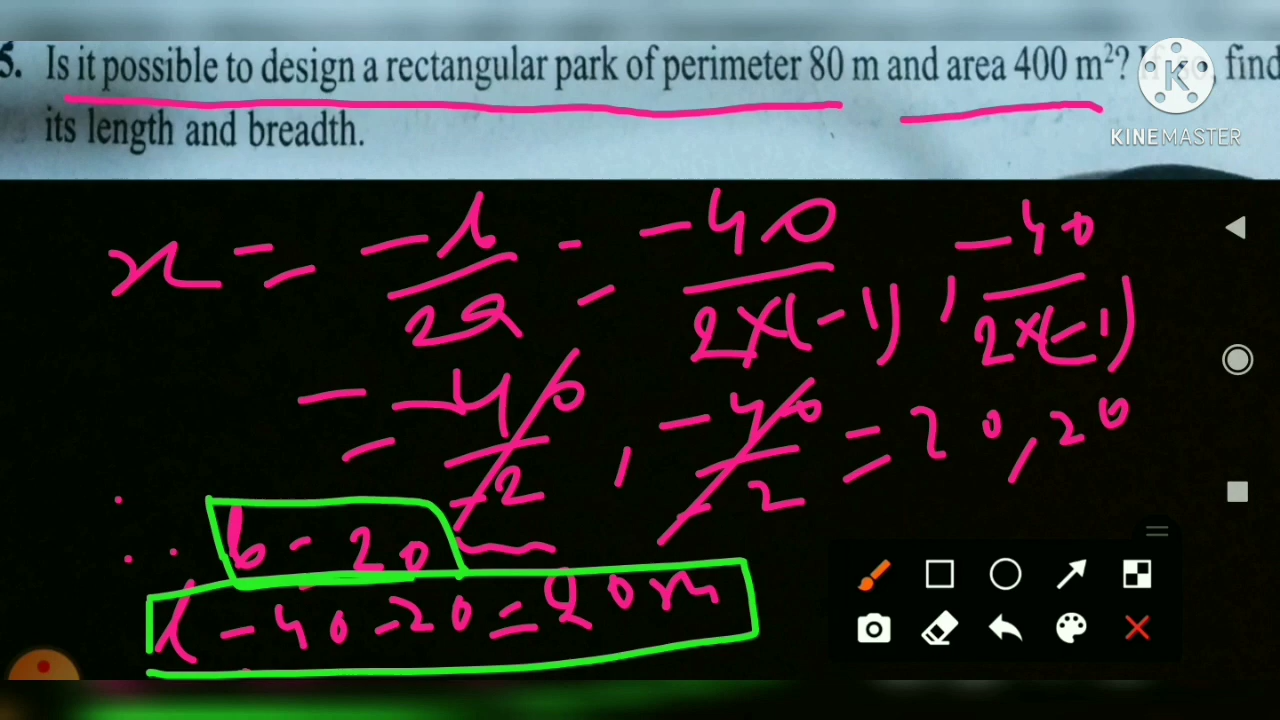 5. Is it possible to design a rectangular park of perimeter 80 m and area 400 m²? If so, find
its length and breadth.
K
KINEMASTER
x = -b/2a = -40/2×(-1) , -40/2×(-1)
= -40/-2 , -40/-2 = 20, 20
∴ b = 20
l = 40 - 20 = 20 m